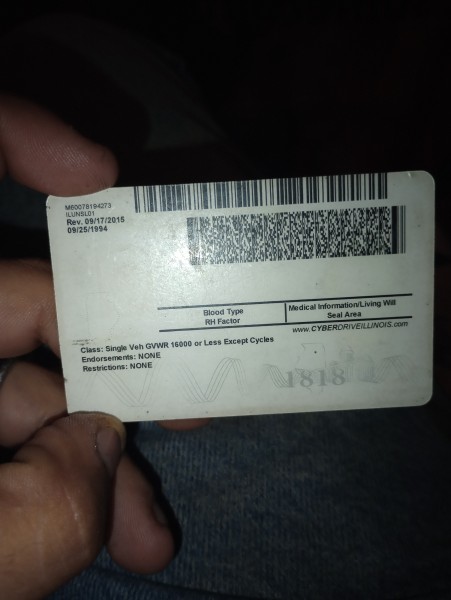 M60078194273
ILUNSL01
Rev. 09/17/2015
09/25/1994
Blood Type
RH Factor
Medical Information/Living Will
Seal Area
www.CYBERDRIVEILLINOIS.com
Class: Single Veh GVWR 16000 or Less Except Cycles
Endorsements: NONE
Restrictions: NONE
1818